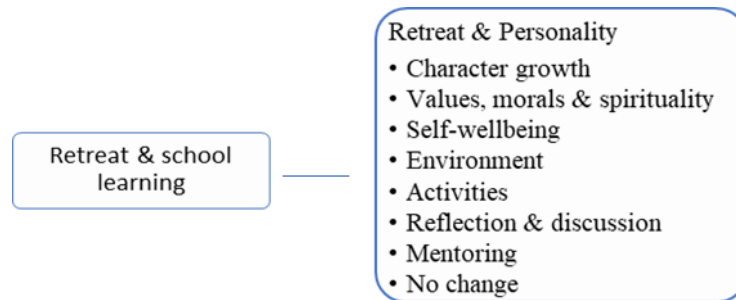 Retreat & school
learning
Retreat & Personality
• Character growth
• Values, morals & spirituality
• Self-wellbeing
• Environment
• Activities
• Reflection & discussion
• Mentoring
• No change